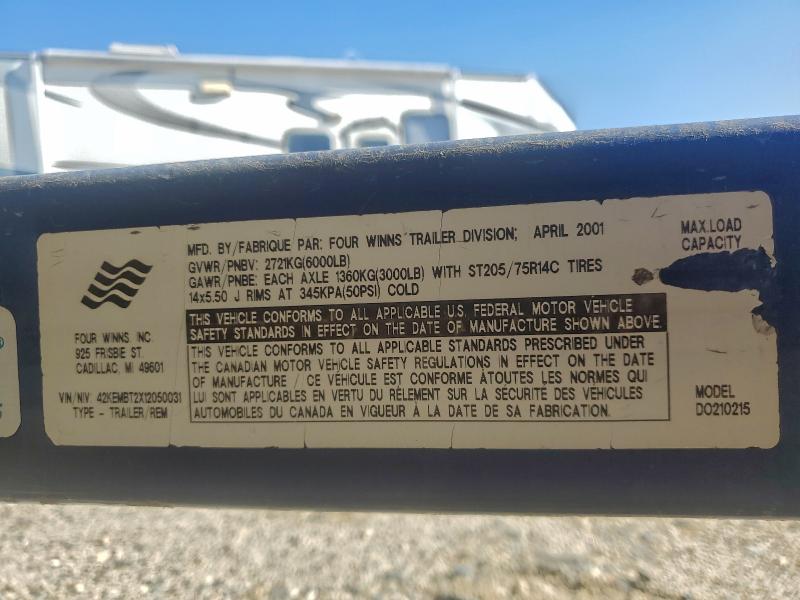 MFD. BY/FABRIQUE PAR: FOUR WINNS TRAILER DIVISION; APRIL 2001
GVWR/PNBV: 2721KG(6000LB)
GAWR/PNBE: EACH AXLE 1360KG(3000LB) WITH ST205/75R14C TIRES
14x5.50 J RIMS AT 345KPA(50PSI) COLD
MAX.LOAD
CAPACITY
THIS VEHICLE CONFORMS TO ALL APPLICABLE U.S. FEDERAL MOTOR VEHICLE
SAFETY STANDARDS IN EFFECT ON THE DATE OF MANUFACTURE SHOWN ABOVE.
THIS VEHICLE CONFORMS TO ALL APPLICABLE STANDARDS PRESCRIBED UNDER
THE CANADIAN MOTOR VEHICLE SAFETY REGULATIONS IN EFFECT ON THE DATE
OF MANUFACTURE / CE VÉHICULE EST CONFORME ÀTOUTES LES NORMES QUI
LUI SONT APPLICABLES EN VERTU DU RÈLEMENT SUR LA SÉCURITÉ DES VÉHICULES
AUTOMOBILES DU CANADA EN VIGUEUR À LA DATE DE SA FABRICATION.
FOUR WINNS INC.
925 FRISBIE ST.
CADILLAC, MI 49601
VIN/NIV: 42KEMBT2X12050031
TYPE - TRAILER/REM
MODEL
DO210215